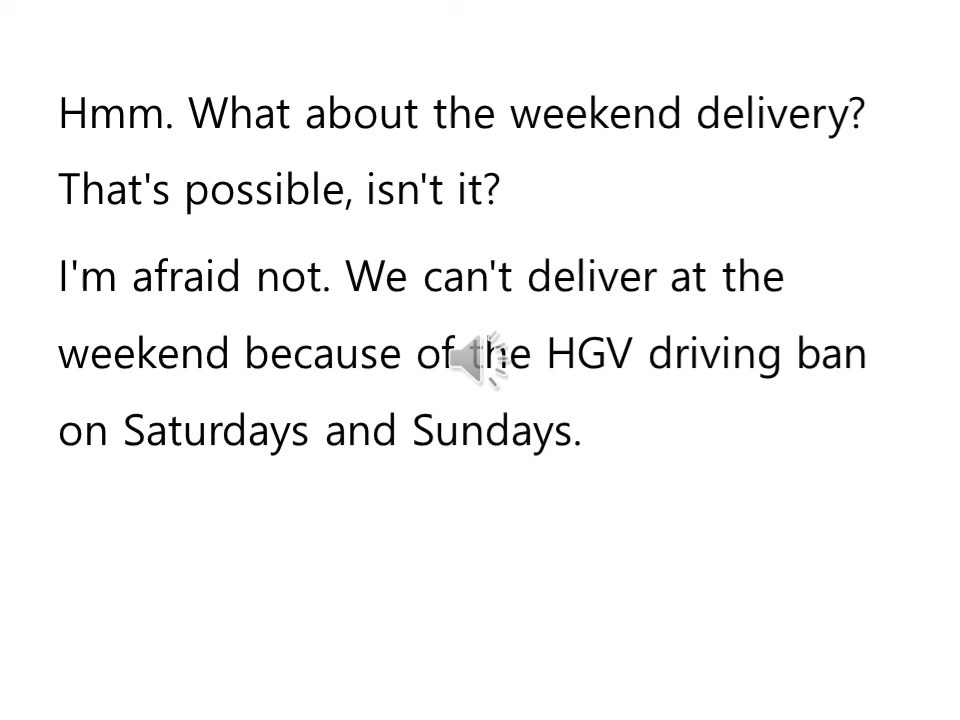 Hmm. What about the weekend delivery?
That's possible, isn't it?
I'm afraid not. We can't deliver at the
weekend because of the HGV driving ban
on Saturdays and Sundays.